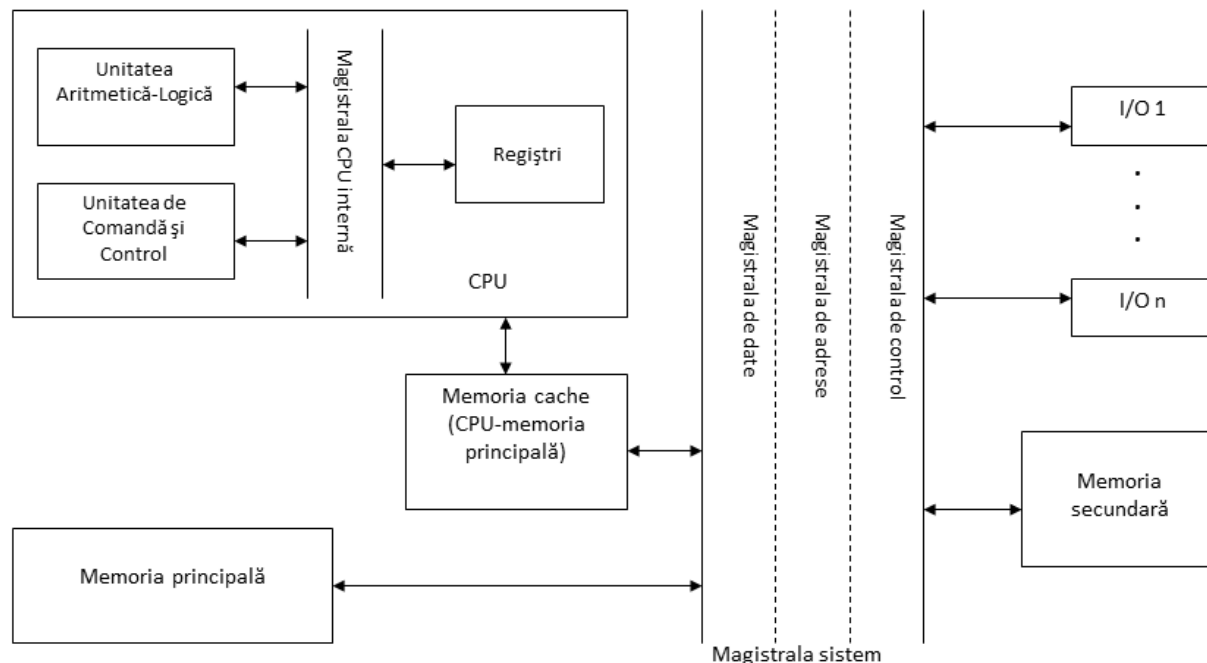 Unitatea
Aritmetică-Logică
Unitatea de
Comandă şi
Control
Magistrala CPU internă
Regiştri
CPU
Memoria cache
(CPU-memoria
principală)
Memoria principală
Magistrala de date
Magistrala de adrese
Magistrala de control
Magistrala sistem
I/O 1
I/O n
Memoria
secundară